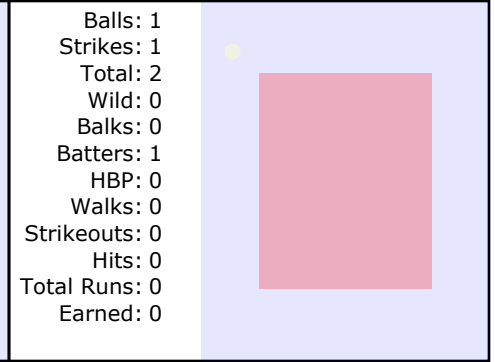 Balls: 1
Strikes: 1
Total: 2
Wild: 0
Balks: 0
Batters: 1
HBP: 0
Walks: 0
Strikeouts: 0
Hits: 0
Total Runs: 0
Earned: 0